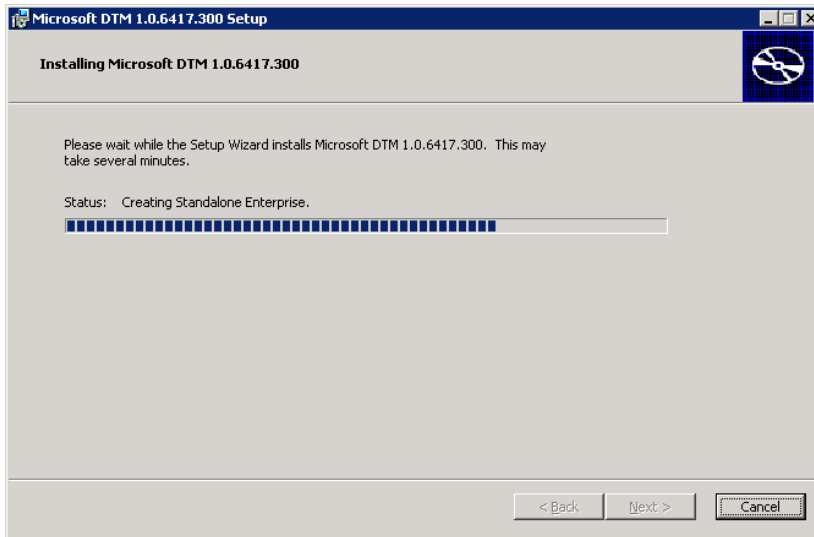 Microsoft DTM 1.0.6417.300 Setup
Installing Microsoft DTM 1.0.6417.300
Please wait while the Setup Wizard installs Microsoft DTM 1.0.6417.300. This may
take several minutes.
Status: Creating Standalone Enterprise.
< Back Next > Cancel